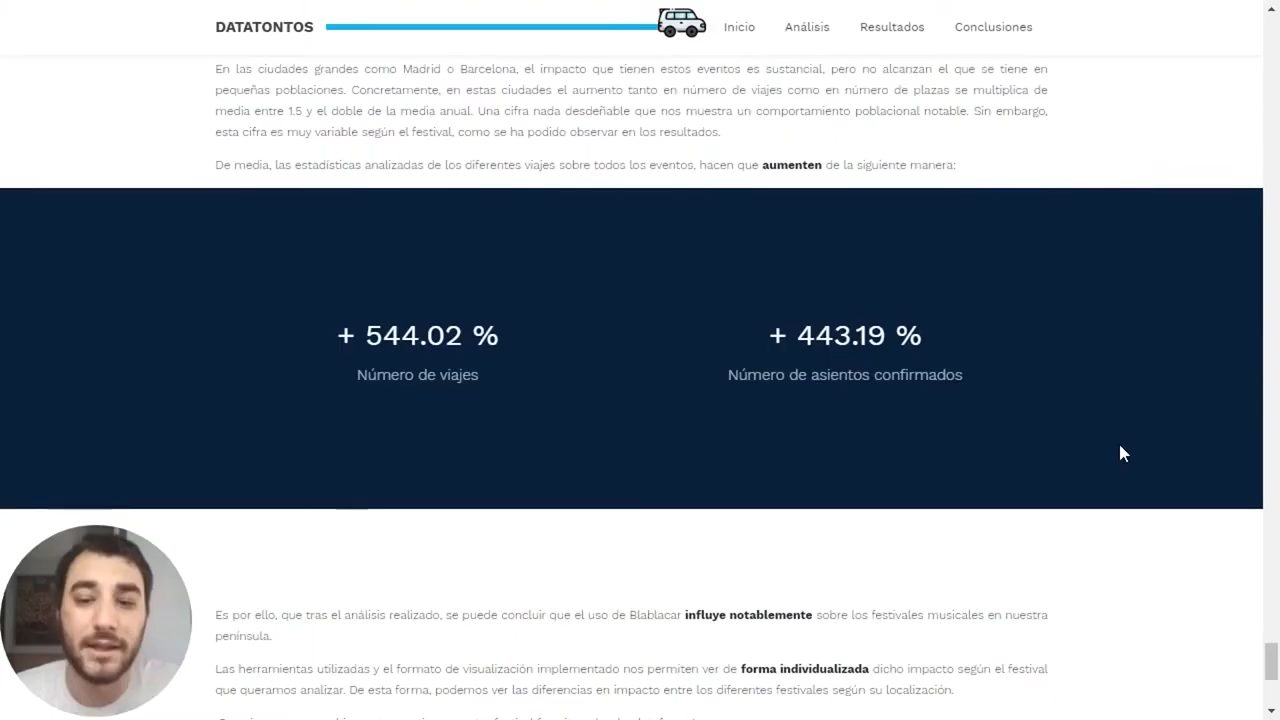 DATATONTOS
Inicio Análisis Resultados Conclusiones
En las ciudades grandes como Madrid o Barcelona, el impacto que tienen estos eventos es sustancial, pero no alcanzan el que se tiene en
pequeñas poblaciones. Concretamente, en estas ciudades el aumento tanto en número de viajes como en número de plazas se multiplica de
media entre 1.5 y el doble de la media anual. Una cifra nada desdeñable que nos muestra un comportamiento poblacional notable. Sin embargo,
esta cifra es muy variable según el festival, como se ha podido observar en los resultados.
De media, las estadísticas analizadas de los diferentes viajes sobre todos los eventos, hacen que aumenten de la siguiente manera:
+ 544.02 %
Número de viajes
+ 443.19 %
Número de asientos confirmados
Es por ello, que tras el análisis realizado, se puede concluir que el uso de Blablacar influye notablemente sobre los festivales musicales en nuestra
península.
Las herramientas utilizadas y el formato de visualización implementado nos permiten ver de forma individualizada dicho impacto según el festival
que queramos analizar. De esta forma, podemos ver las diferencias en impacto entre los diferentes festivales según su localización.